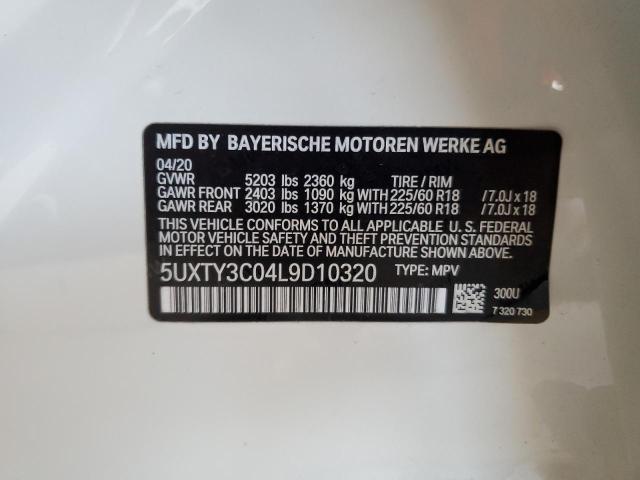 MFD BY BAYERISCHE MOTOREN WERKE AG
04/20
GVWR 5203 lbs 2360 kg TIRE / RIM
GAWR FRONT 2403 lbs 1090 kg WITH 225/60 R18 / 7.0J x 18
GAWR REAR 3020 lbs 1370 kg WITH 225/60 R18 / 7.0J x 18
THIS VEHICLE CONFORMS TO ALL APPLICABLE U. S. FEDERAL
MOTOR VEHICLE SAFETY AND THEFT PREVENTION STANDARDS
IN EFFECT ON THE DATE OF MANUFACTURE SHOWN ABOVE.
5UXTY3C04L9D10320 TYPE: MPV
300U
7 320 730